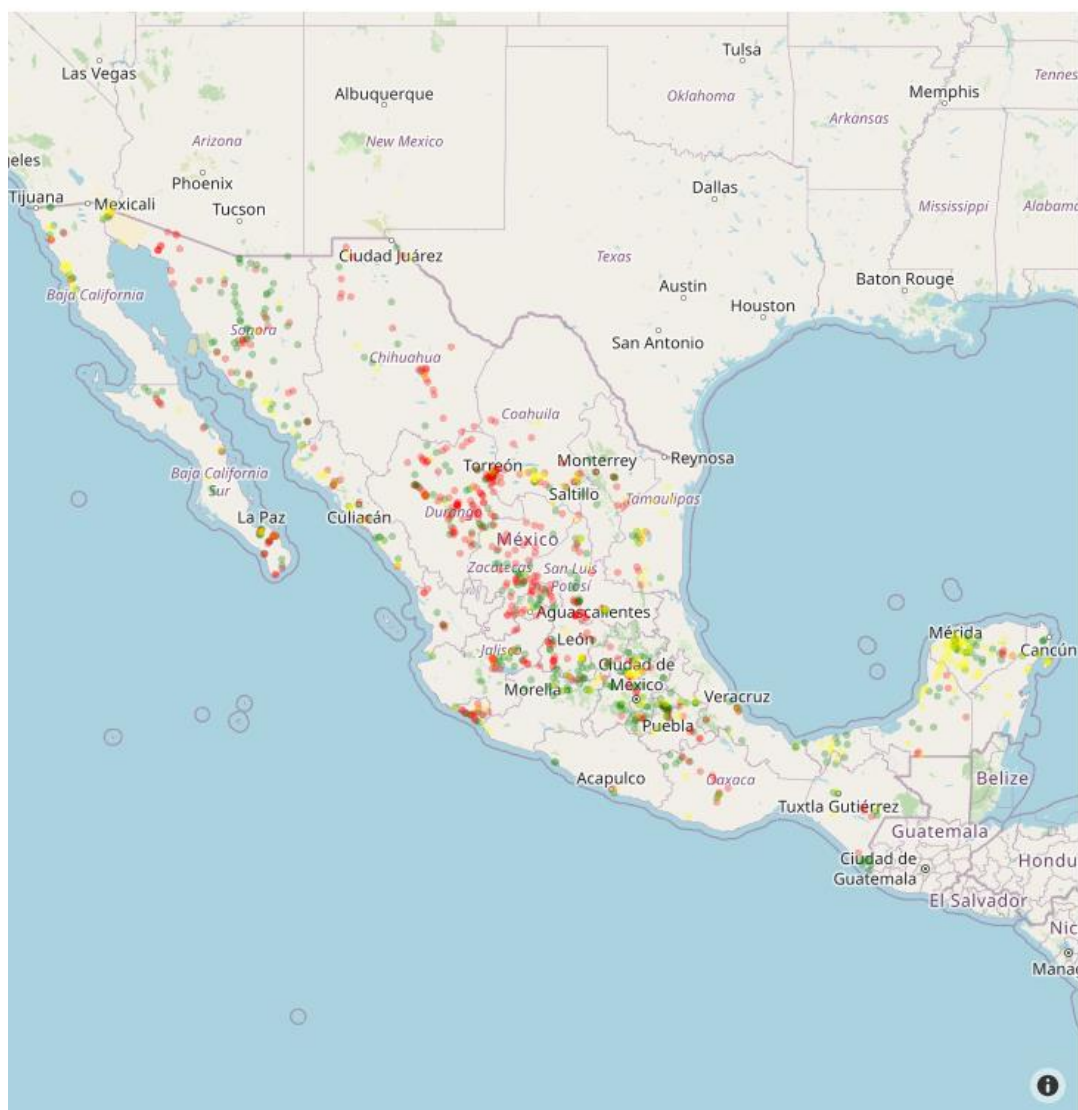 Tulsa
Las Vegas
Tennes
Oklahoma
Memphis
Albuquerque
Arkansas
Arizona
New Mexico
geles
Phoenix
Dallas
Tijuana
Mexicali
Tucson
Mississippi
Alabama
Ciudad Juárez
Texas
Baton Rouge
Austin
Baja California
Houston
Sonora
San Antonio
Chihuahua
Coahuila
Torreón
Monterrey
Reynosa
Baja California
Sur
Saltillo
Tamaulipas
La Paz
Culiacán
Durango
México
Zacatecas
San Luis
Potosí
Aguascalientes
Mérida
León
Jalisco
Cancún
Ciudad de
México
Morelia
Veracruz
Puebla
Acapulco
Oaxaca
Belize
Tuxtla Gutiérrez
Guatemala
Ciudad de
Guatemala
Hondu
El Salvador
Nic
Manag